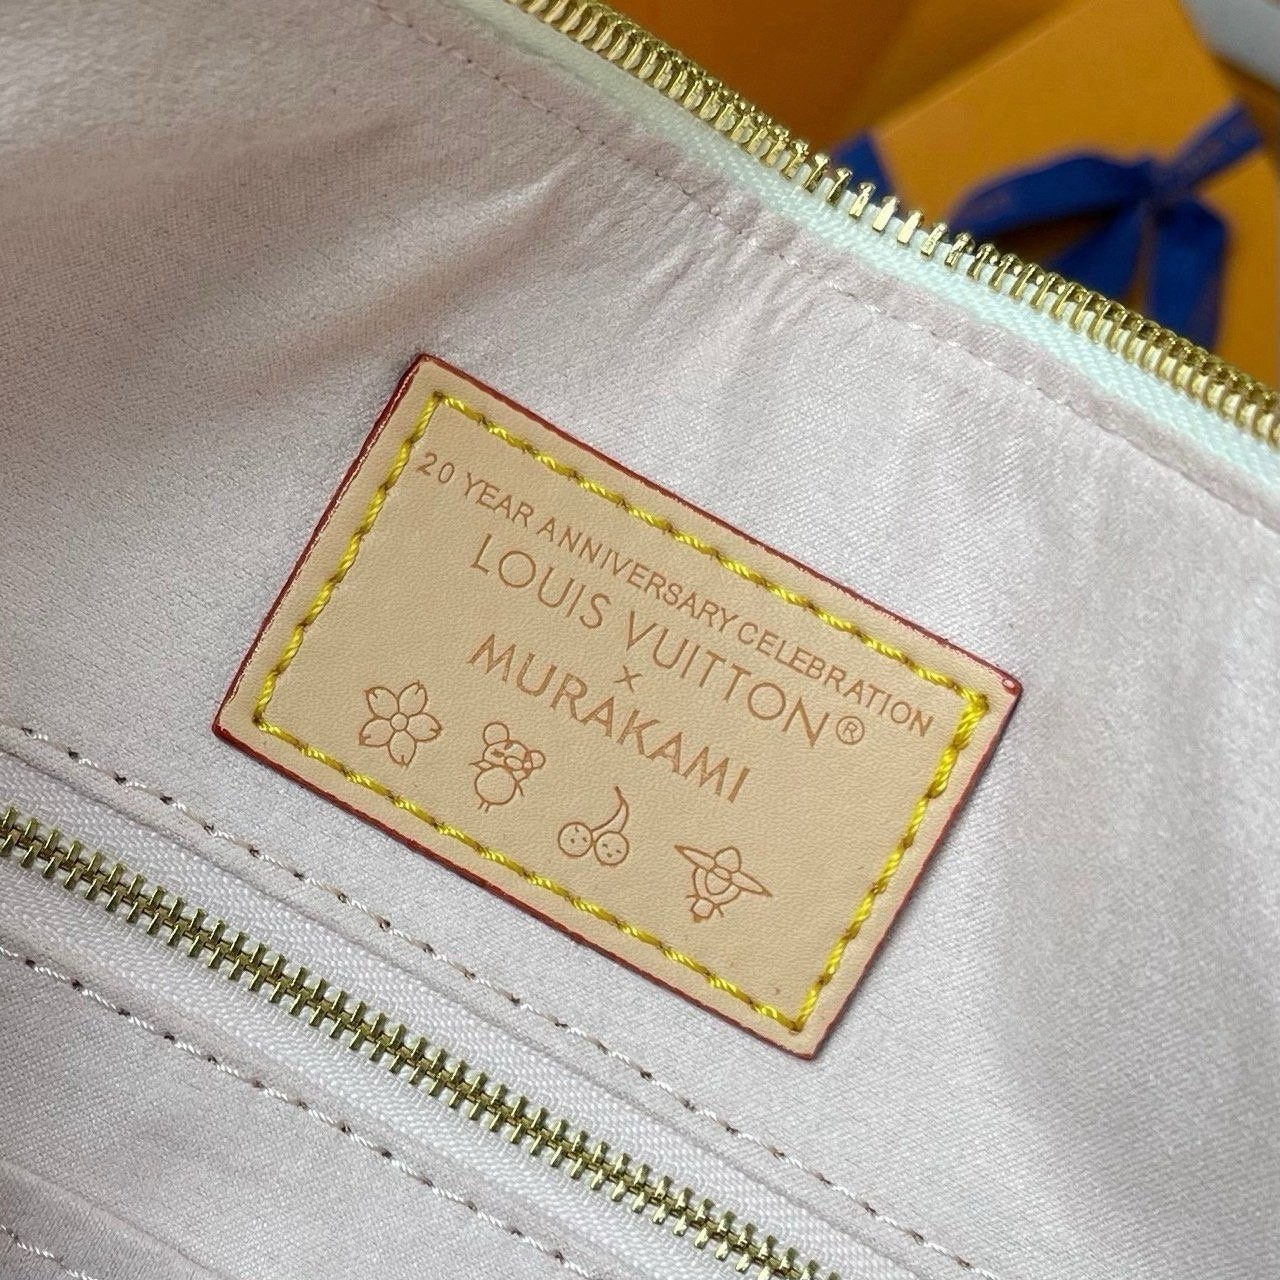 20 YEAR ANNIVERSARY CELEBRATION
LOUIS VUITTON®
×
MURAKAMI